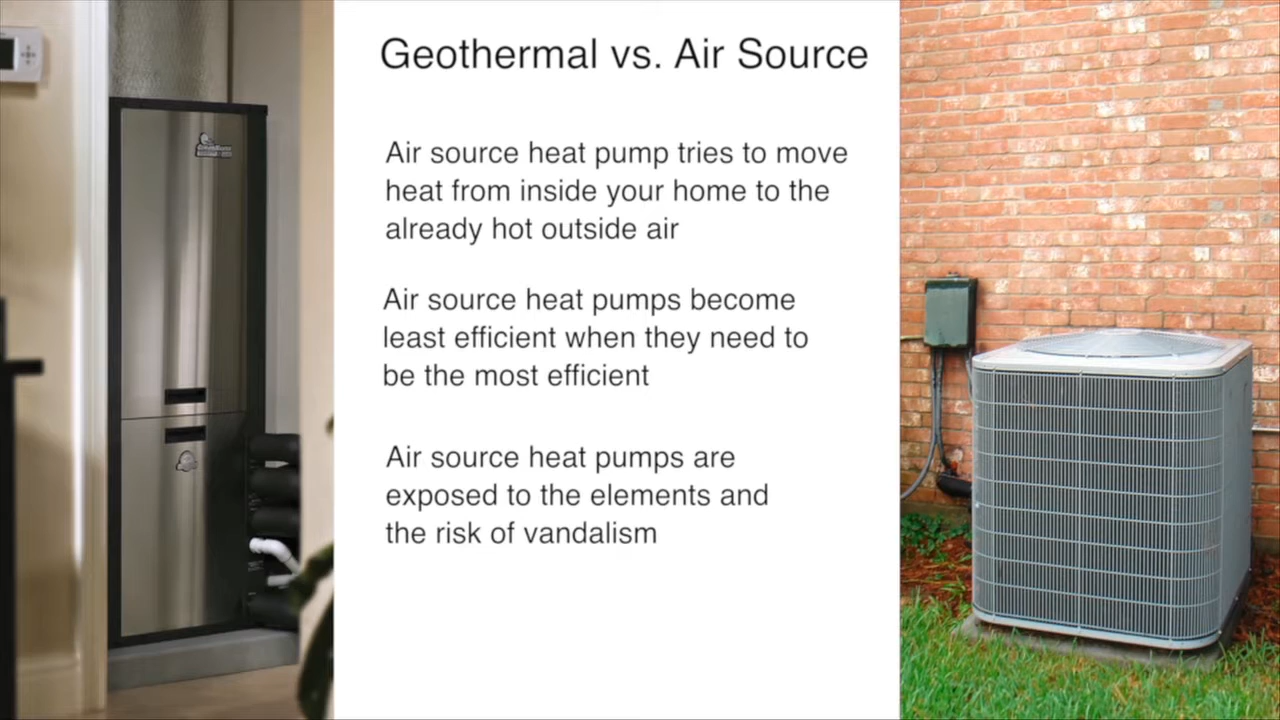 Geothermal vs. Air Source
Air source heat pump tries to move
heat from inside your home to the
already hot outside air
Air source heat pumps become
least efficient when they need to
be the most efficient
Air source heat pumps are
exposed to the elements and
the risk of vandalism